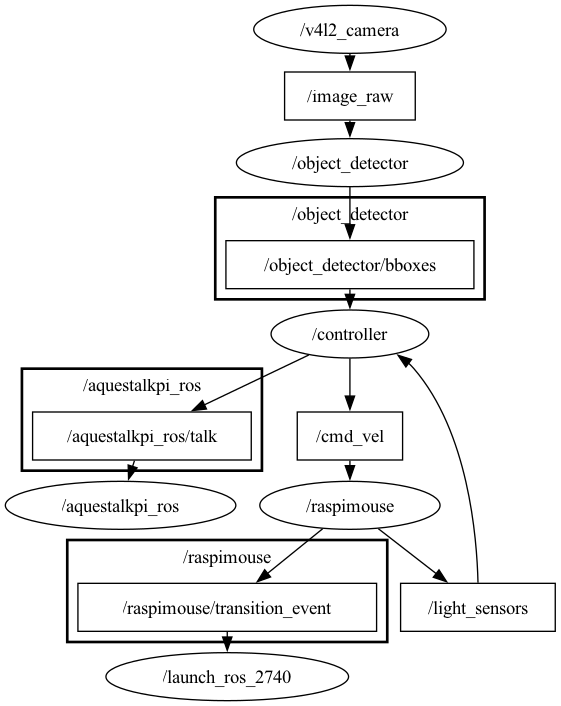 /v4l2_camera
/image_raw
/object_detector
/object_detector
/object_detector/bboxes
/controller
/aquestalkpi_ros
/aquestalkpi_ros/talk
/cmd_vel
/aquestalkpi_ros
/raspimouse
/raspimouse
/raspimouse/transition_event
/light_sensors
/launch_ros_2740